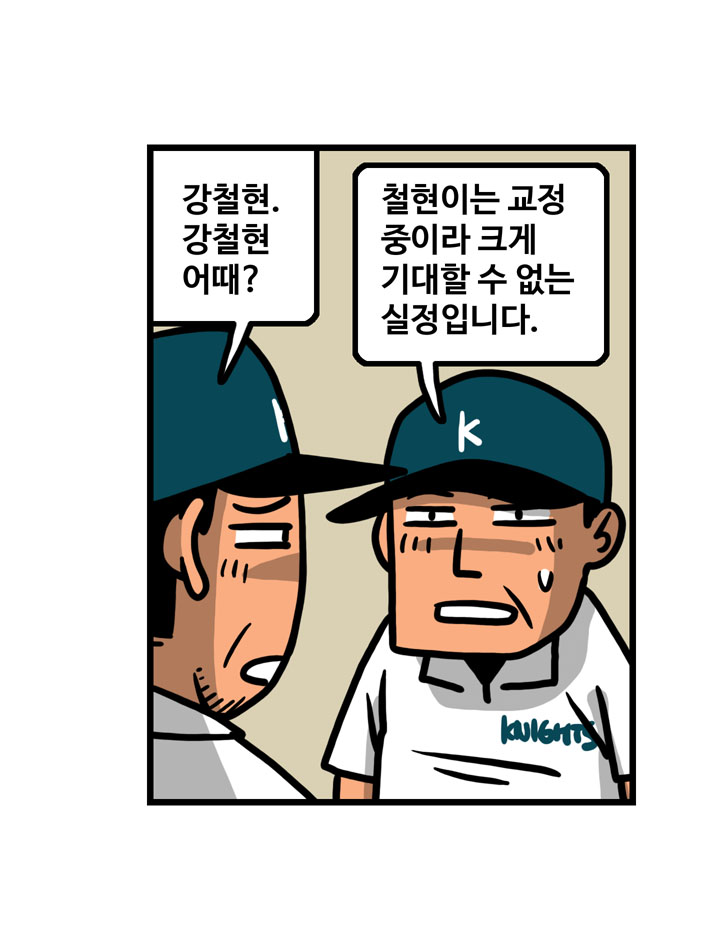 강철현.
강철현
어때?
철현이는 교정
중이라 크게
기대할 수 없는
실정입니다.
K
KNIGHTS